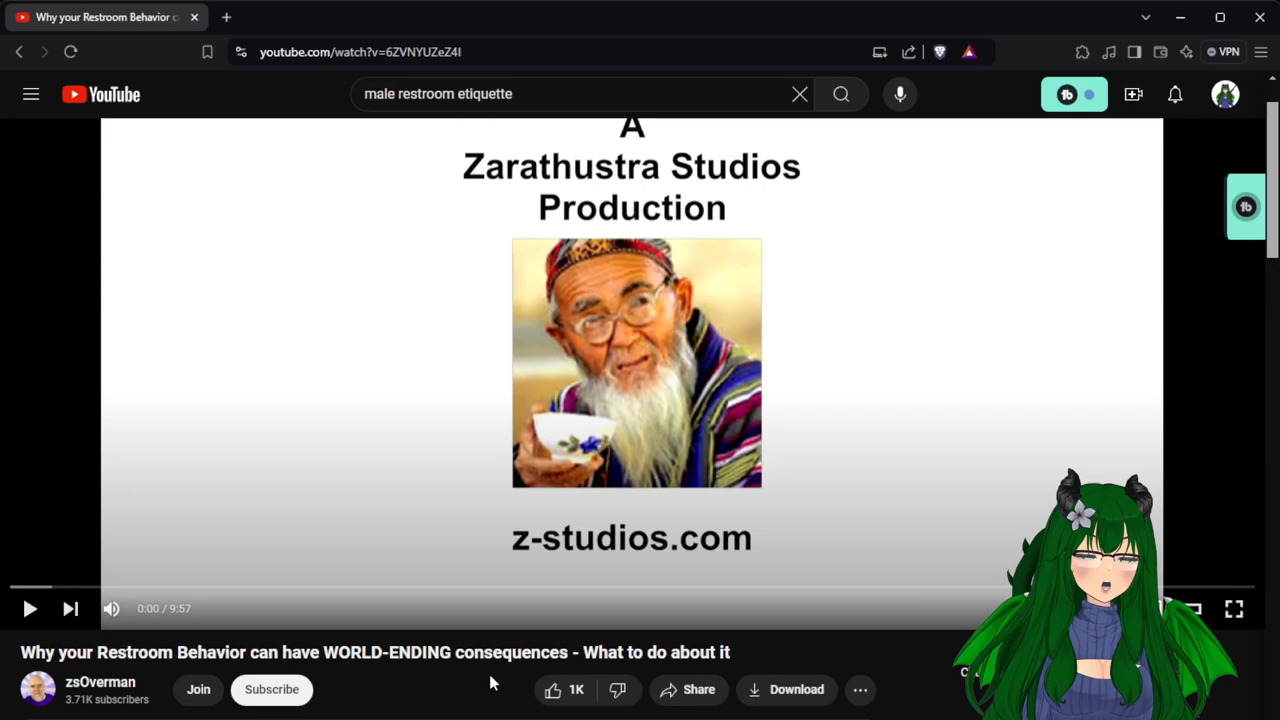 Why your Restroom Behavior c
youtube.com/watch?v=6ZVNYUZeZ4I
VPN
YouTube
male restroom etiquette
A
Zarathustra Studios
Production
z-studios.com
0:00 / 9:57
Why your Restroom Behavior can have WORLD-ENDING consequences - What to do about it
zsOverman
3.71K subscribers
Join
Subscribe
1K
Share
Download